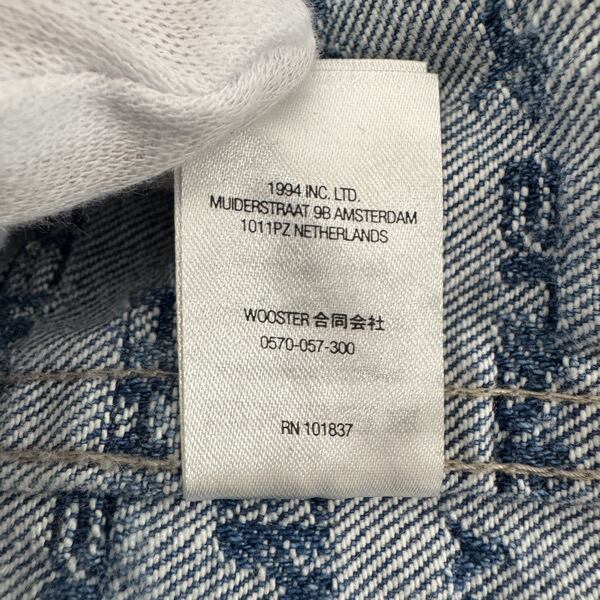 1994 INC. LTD.
MUIDERSTRAAT 9B AMSTERDAM
1011PZ NETHERLANDS
WOOSTER 合同会社
0570-057-300
RN 101837